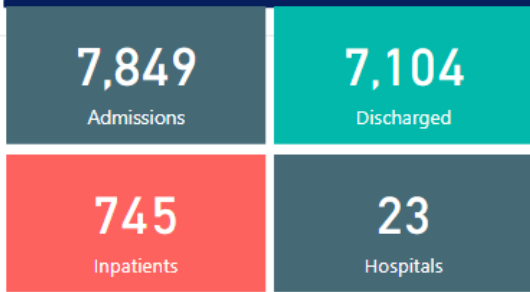 7,849
Admissions
7,104
Discharged
745
Inpatients
23
Hospitals